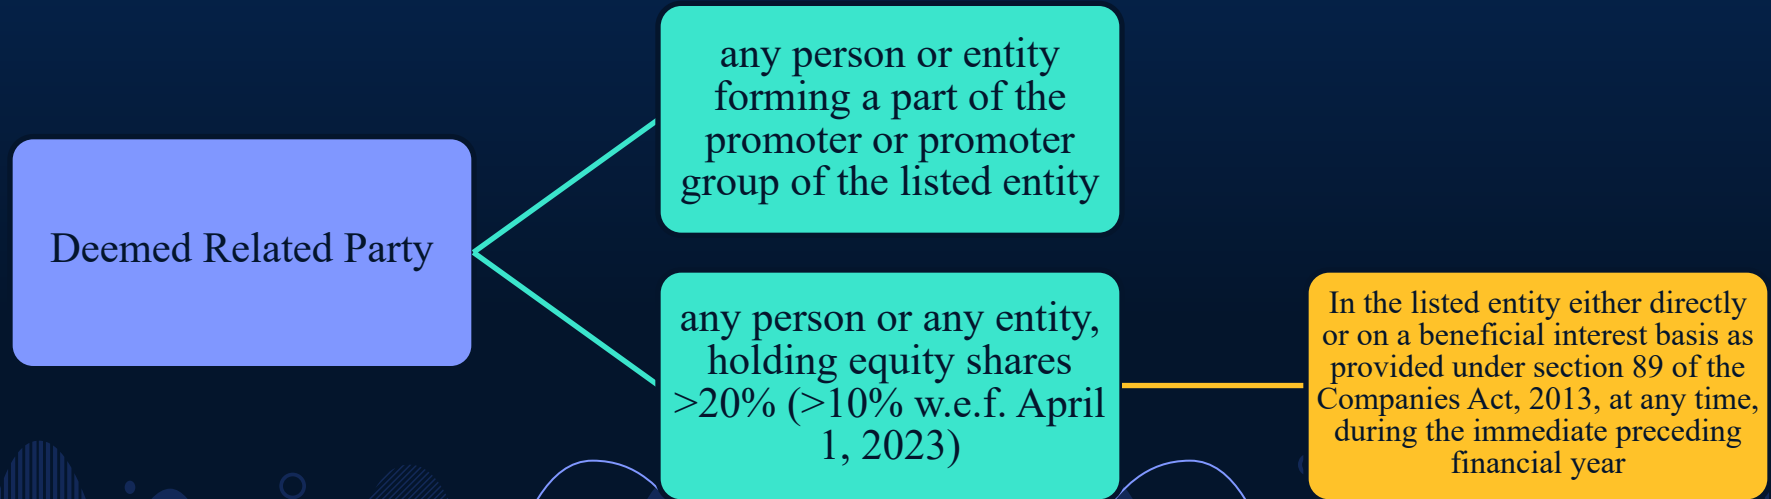 Deemed Related Party
any person or entity
forming a part of the
promoter or promoter
group of the listed entity
any person or any entity,
holding equity shares
>20% (>10% w.e.f. April
1, 2023)
In the listed entity either directly
or on a beneficial interest basis as
provided under section 89 of the
Companies Act, 2013, at any time,
during the immediate preceding
financial year